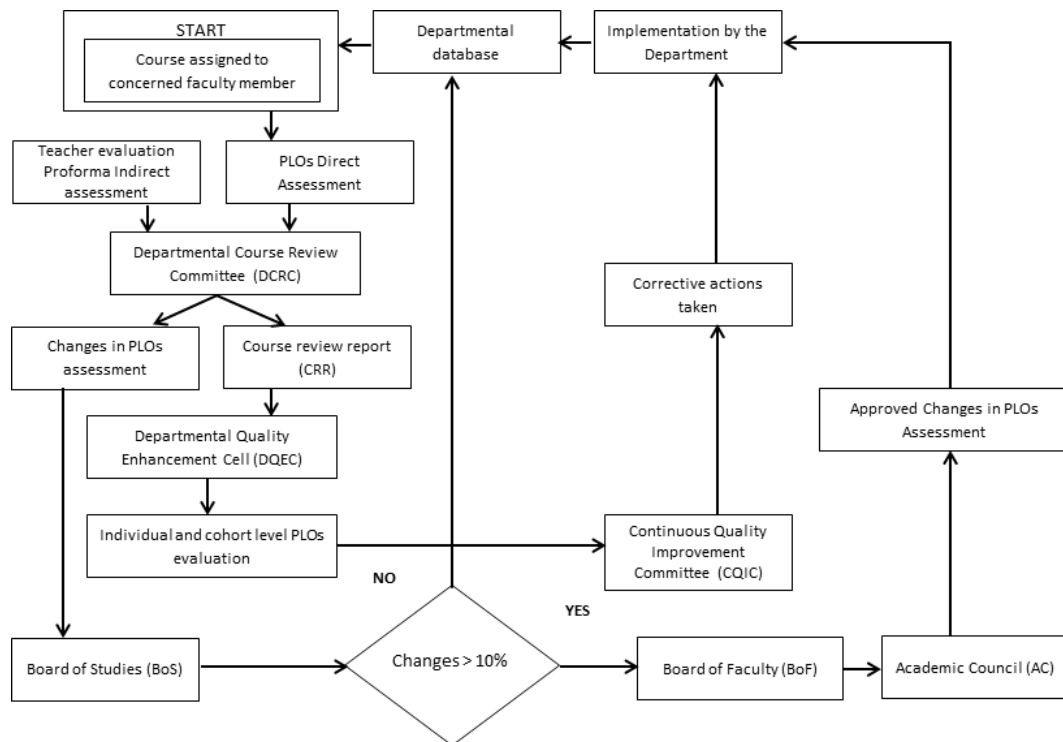 START
Course assigned to
concerned faculty member
Departmental
database
Implementation by the
Department
Teacher evaluation
Proforma Indirect
assessment
PLOs Direct
Assessment
Departmental Course Review
Committee (DCRC)
Corrective actions
taken
Changes in PLOs
assessment
Course review report
(CRR)
Approved Changes in PLOs
Assessment
Departmental Quality
Enhancement Cell (DQEC)
Individual and cohort level PLOs
evaluation
Continuous Quality
Improvement
Committee (CQIC)
NO
YES
Board of Studies (BoS)
Changes > 10%
Board of Faculty (BoF)
Academic Council (AC)